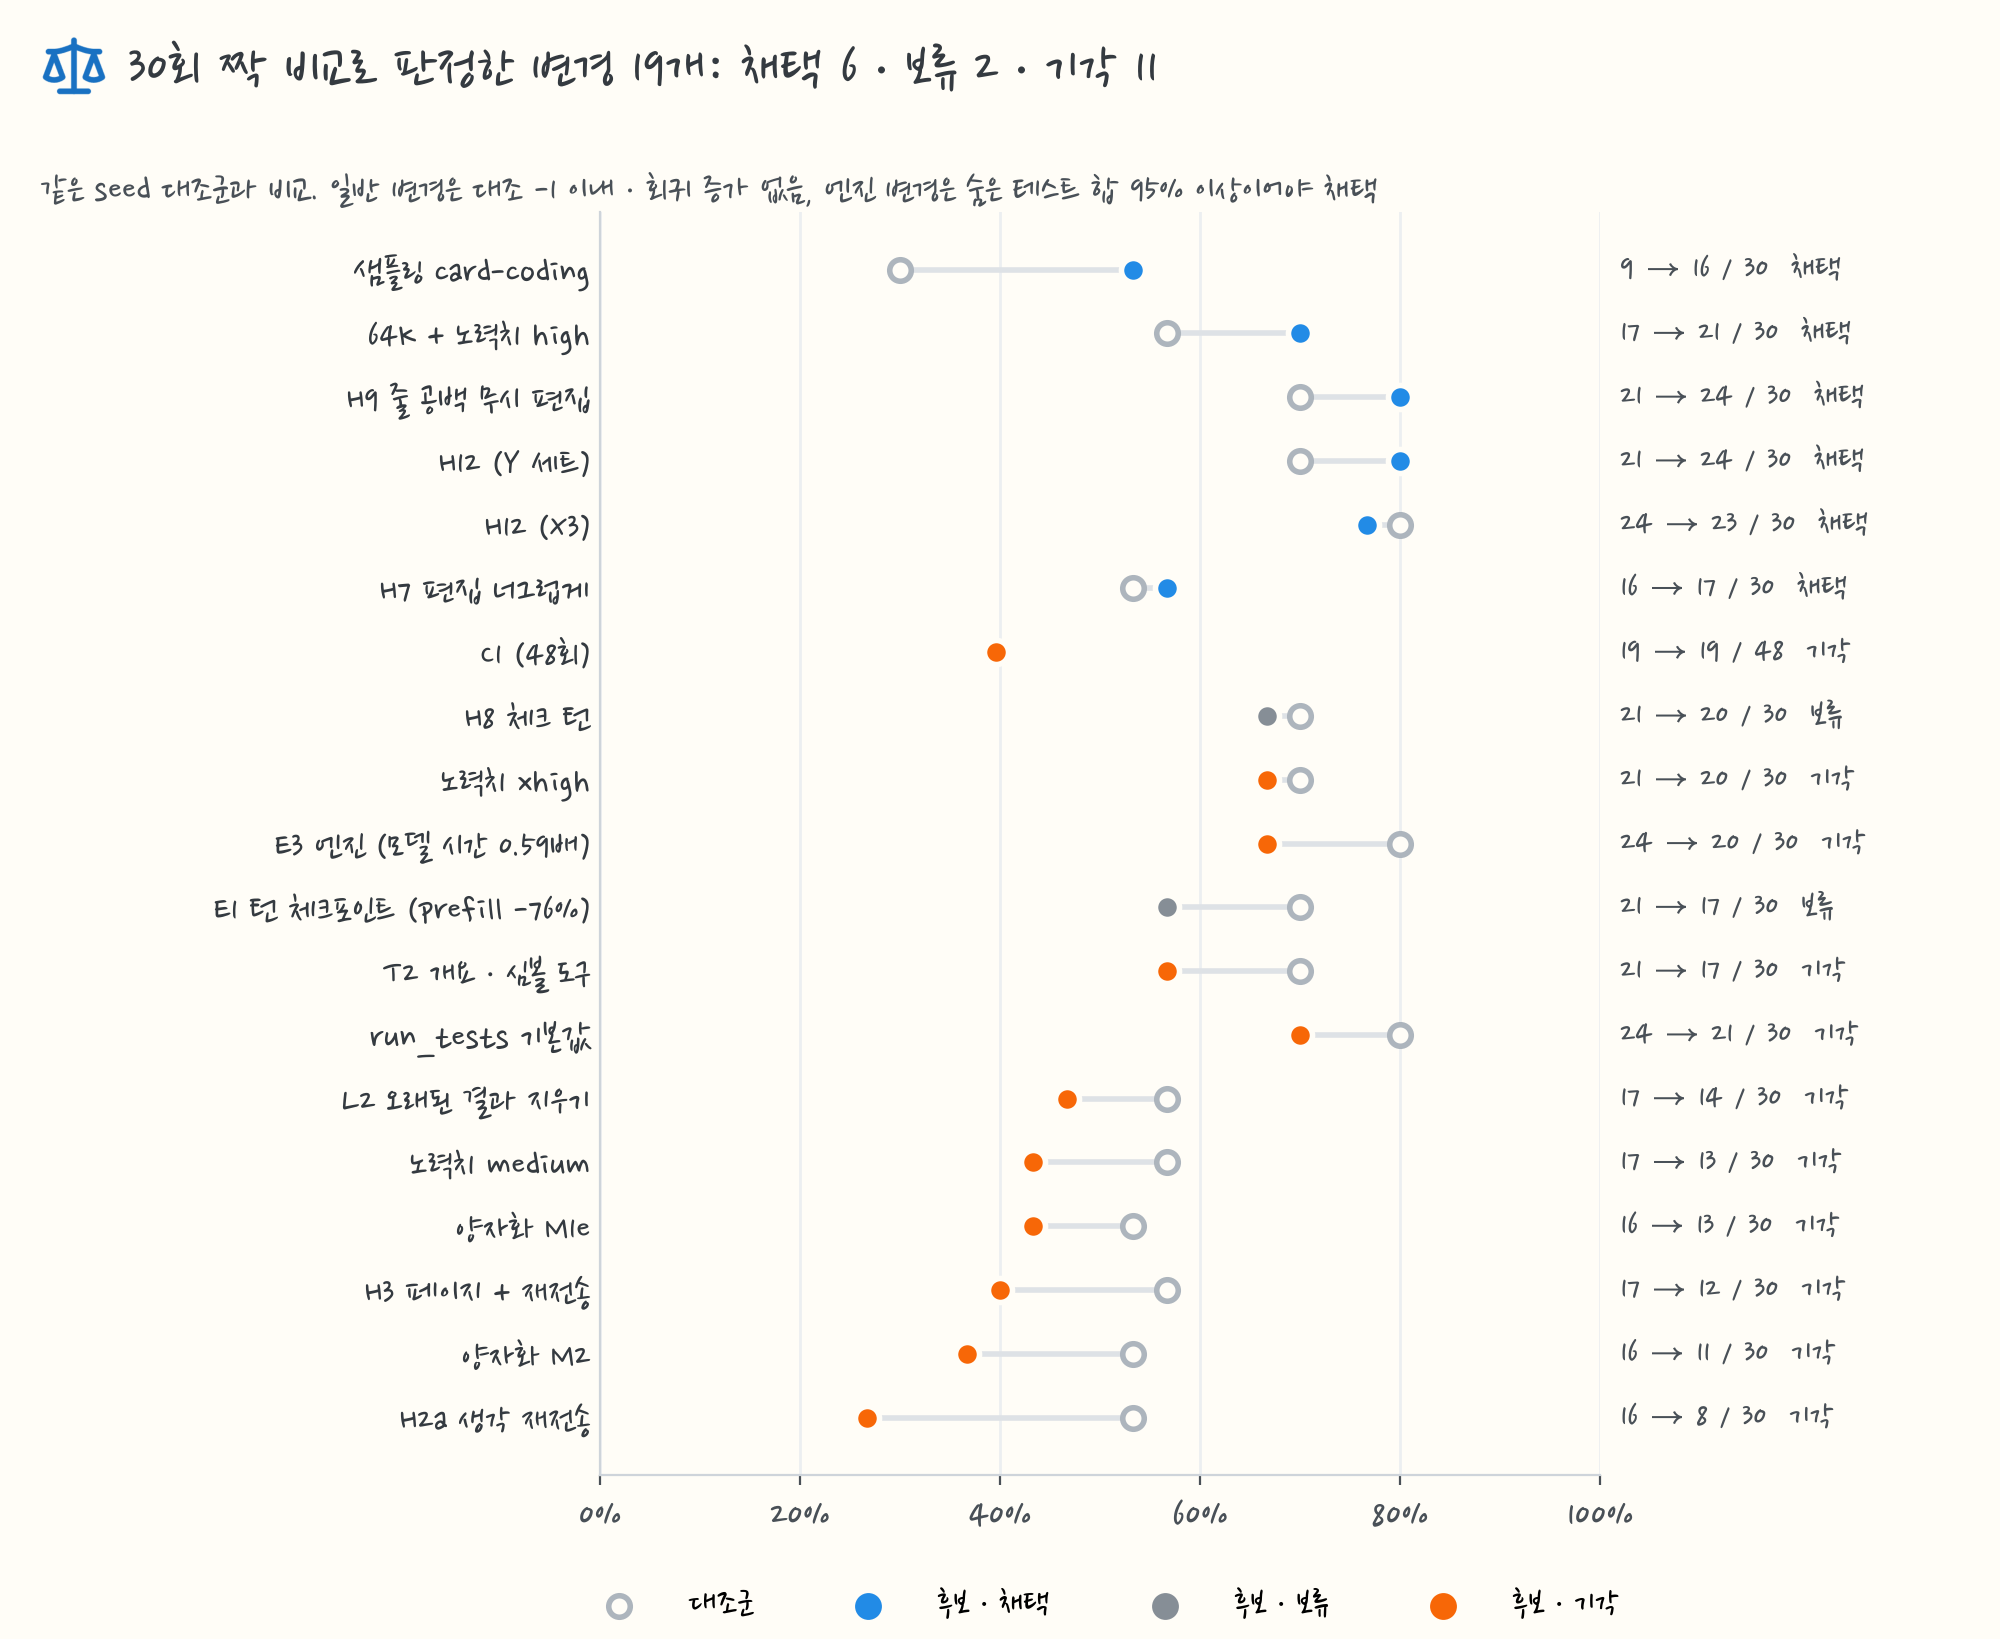 30회 짝 비교로 판정한 변경 19개: 채택 6 · 보류 2 · 기각 11
같은 seed 대조군과 비교. 일반 변경은 대조 -1 이내 · 회귀 증가 없음, 엔진 변경은 숨은 테스트 합 95% 이상이어야 채택
샘플링 card-coding 9 → 16 / 30 채택
64K + 노력치 high 17 → 21 / 30 채택
H9 줄 공백 무시 편집 21 → 24 / 30 채택
H12 (Y 세트) 21 → 24 / 30 채택
H12 (X3) 24 → 23 / 30 채택
H7 편집 너그럽게 16 → 17 / 30 채택
C1 (48회) 19 → 19 / 48 기각
H8 체크 턴 21 → 20 / 30 보류
노력치 xhigh 21 → 20 / 30 기각
E3 엔진 (모델 시간 0.59배) 24 → 20 / 30 기각
E1 턴 체크포인트 (prefill -76%) 21 → 17 / 30 보류
T2 개요 · 심볼 도구 21 → 17 / 30 기각
run_tests 기본값 24 → 21 / 30 기각
L2 오래된 결과 지우기 17 → 14 / 30 기각
노력치 medium 17 → 13 / 30 기각
양자화 M1e 16 → 13 / 30 기각
H3 페이지 + 재전송 17 → 12 / 30 기각
양자화 M2 16 → 11 / 30 기각
H2a 생각 재전송 16 → 8 / 30 기각
0% 20% 40% 60% 80% 100%
대조군 후보 · 채택 후보 · 보류 후보 · 기각